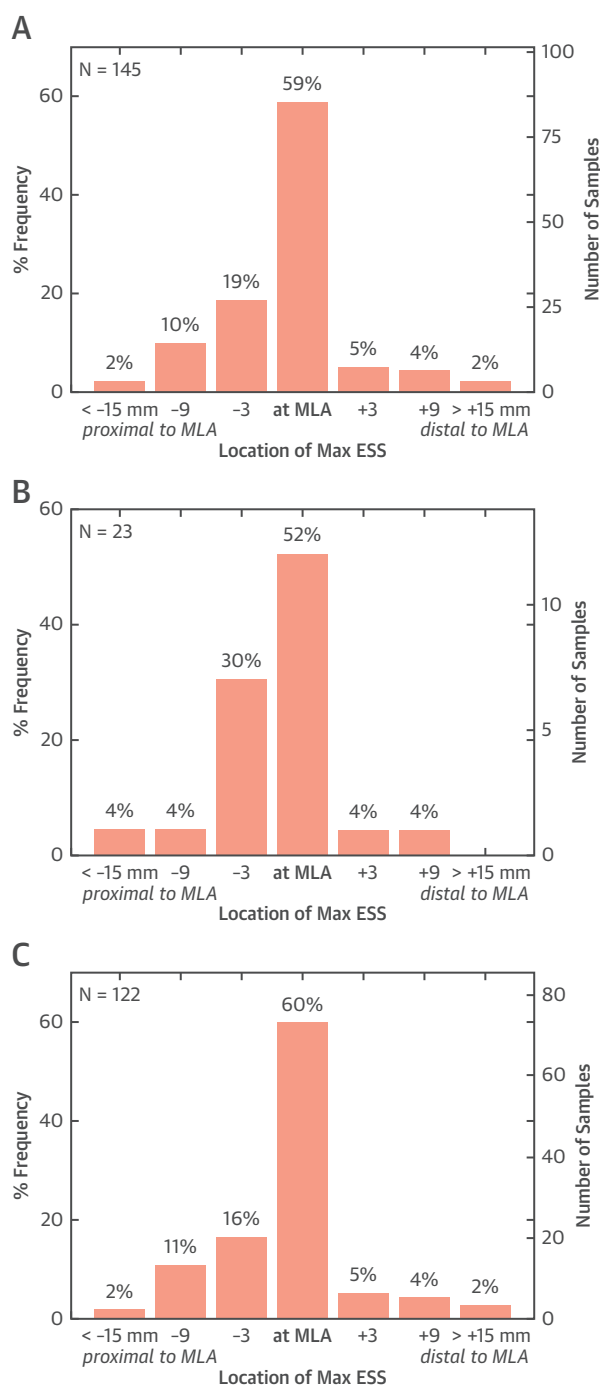 A
N = 145
59%
19%
10%
5%
4%
2%
2%
60
40
20
0
% Frequency
100
75
50
25
0
Number of Samples
< -15 mm -9 -3 at MLA +3 +9 > +15 mm
proximal to MLA distal to MLA
Location of Max ESS
B
N = 23
52%
30%
4%
4%
4%
4%
60
40
20
0
% Frequency
10
5
0
Number of Samples
< -15 mm -9 -3 at MLA +3 +9 > +15 mm
proximal to MLA distal to MLA
Location of Max ESS
C
N = 122
60%
16%
11%
5%
4%
2%
2%
60
40
20
0
% Frequency
80
60
40
20
0
Number of Samples
< -15 mm -9 -3 at MLA +3 +9 > +15 mm
proximal to MLA distal to MLA
Location of Max ESS